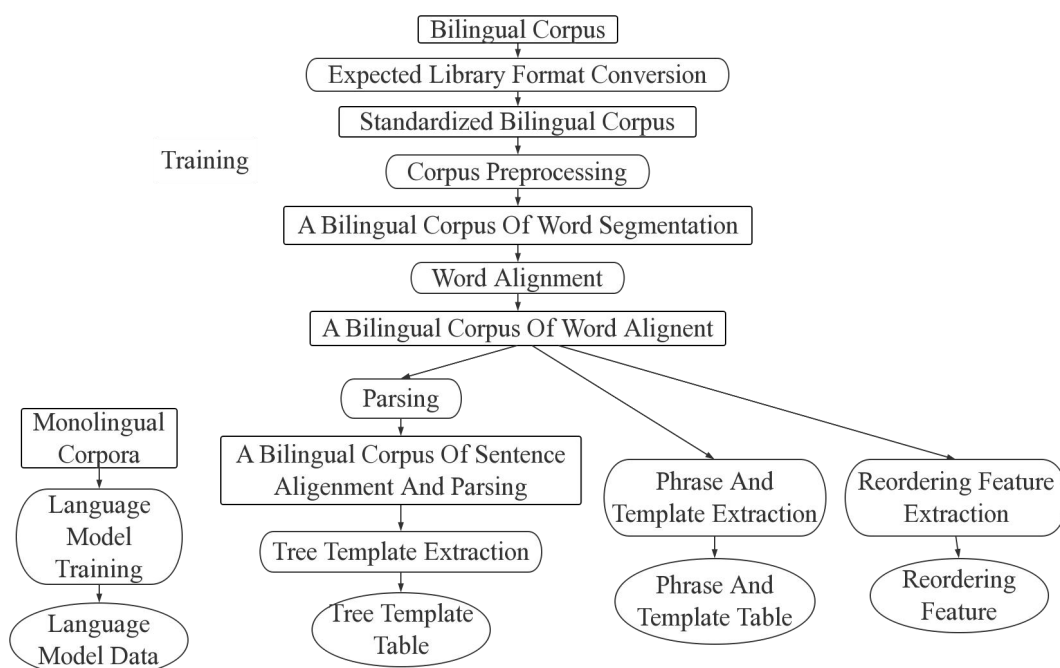 Bilingual Corpus
Expected Library Format Conversion
Standardized Bilingual Corpus
Training
Corpus Preprocessing
A Bilingual Corpus Of Word Segmentation
Word Alignment
A Bilingual Corpus Of Word Alignent
Parsing
Monolingual
Corpora
A Bilingual Corpus Of Sentence
Aligenment And Parsing
Phrase And
Template Extraction
Reordering Feature
Extraction
Language
Model
Training
Tree Template Extraction
Phrase And
Template Table
Reordering
Feature
Language
Model Data
Tree Template
Table